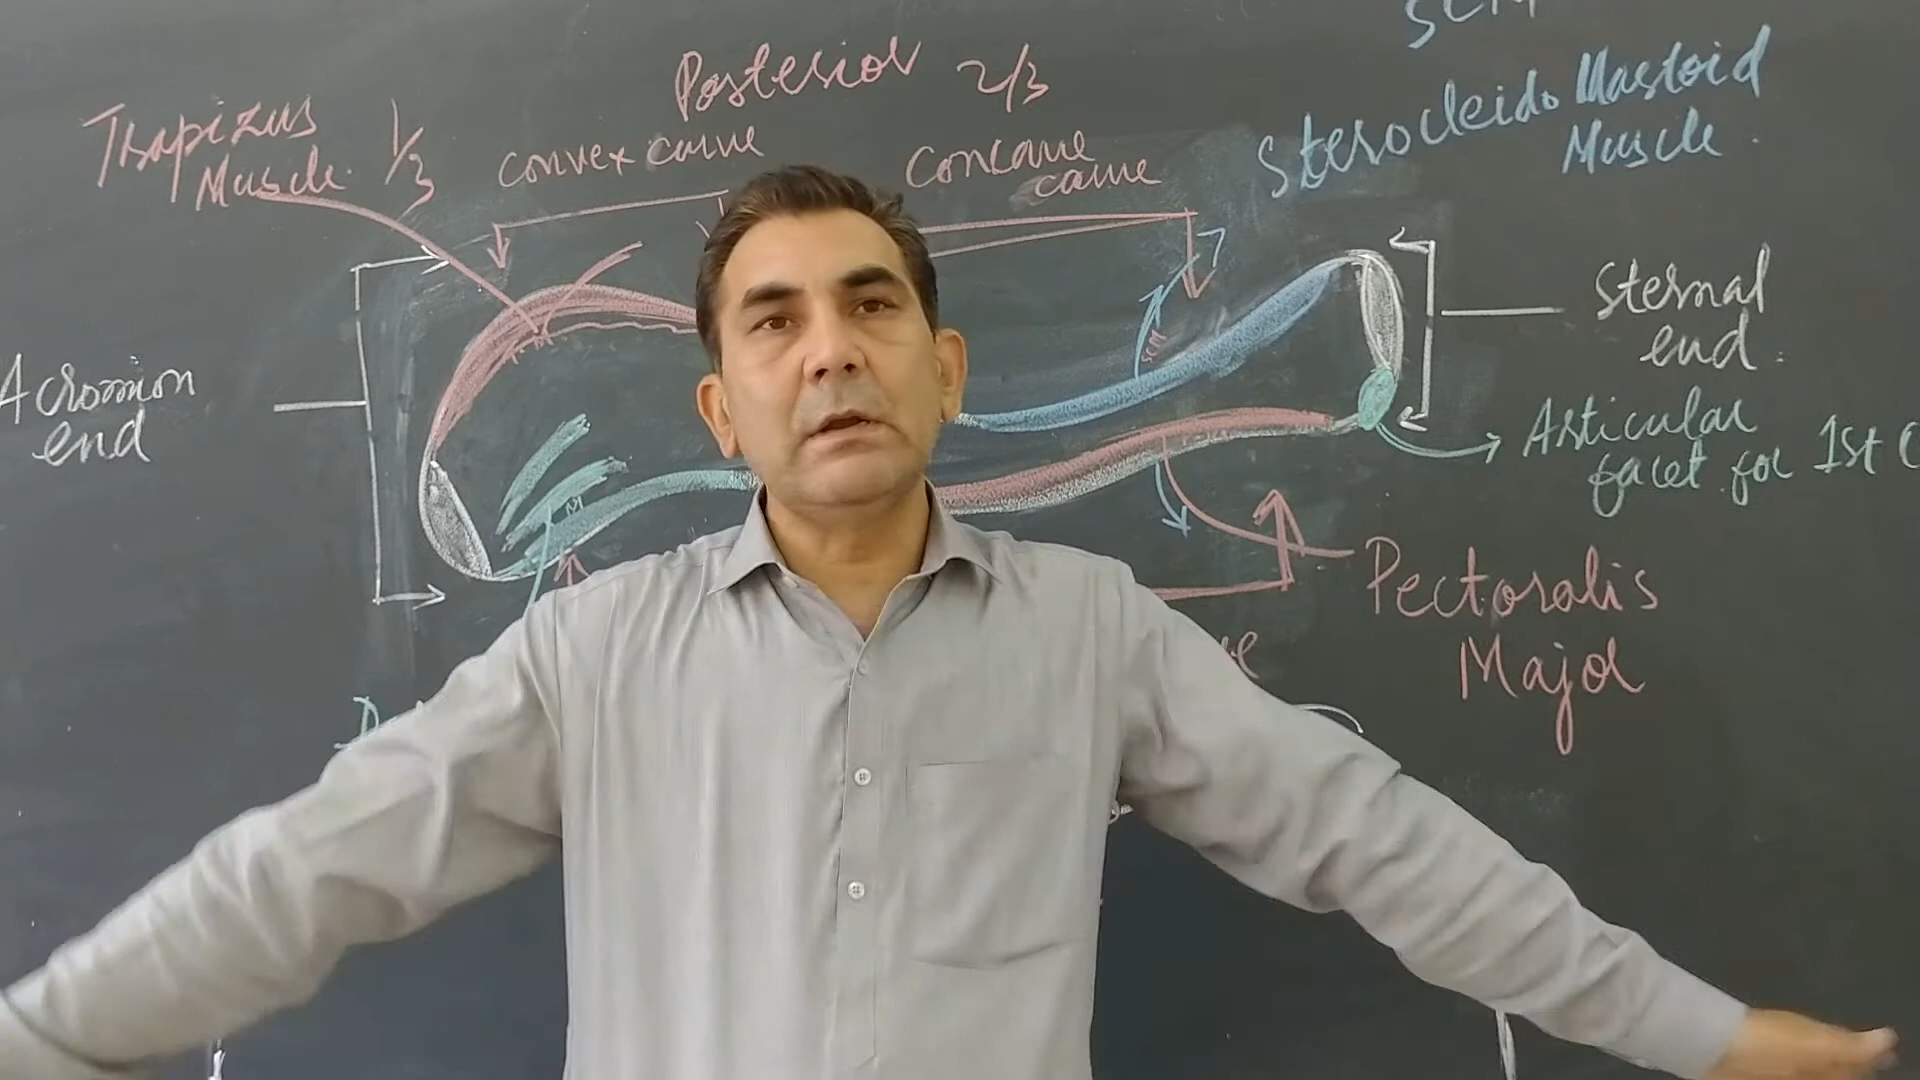 SCM
Posterior 2/3
Trapizus 1/3
Muscle
convex curve
Concave
curve
Sterocleido Mastoid
Muscle
Sternal
end
Acromion
end
SCM
Articular
facet for 1st C
Pectoralis
Major